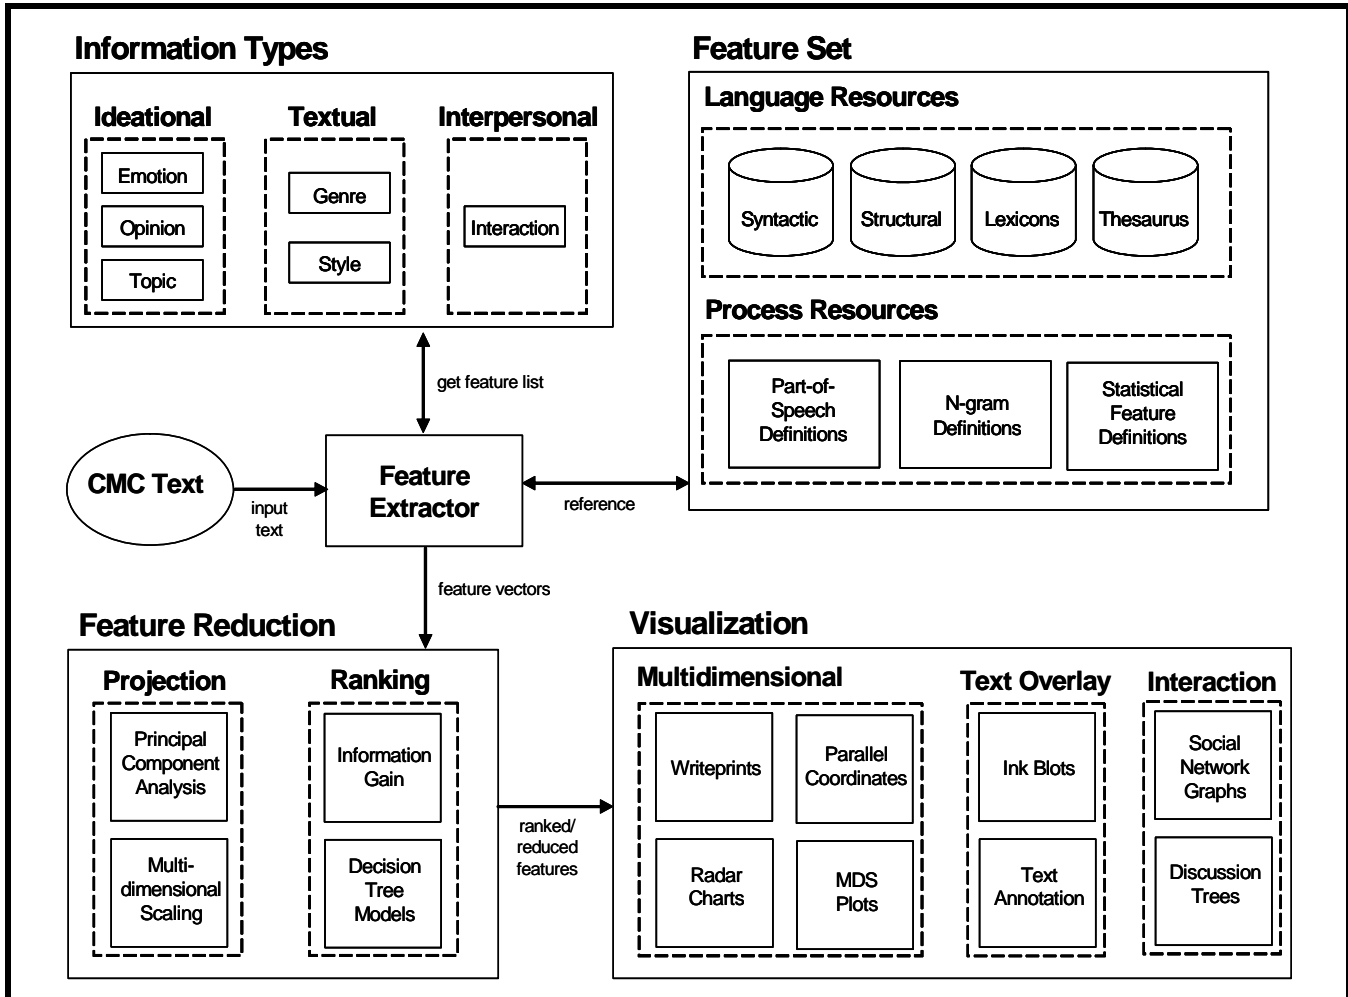 Information Types
Ideational
Textual
Interpersonal
Emotion
Opinion
Topic
Genre
Style
Interaction
Feature Set
Language Resources
Syntactic
Structural
Lexicons
Thesaurus
Process Resources
Part-of-
Speech
Definitions
N-gram
Definitions
Statistical
Feature
Definitions
get feature list
CMC Text
input
text
Feature
Extractor
reference
feature vectors
Feature Reduction
Projection
Ranking
Principal
Component
Analysis
Information
Gain
Multi-
dimensional
Scaling
Decision
Tree
Models
ranked/
reduced
features
Visualization
Multidimensional
Text Overlay
Interaction
Writeprints
Parallel
Coordinates
Ink Blots
Social
Network
Graphs
Radar
Charts
MDS
Plots
Text
Annotation
Discussion
Trees